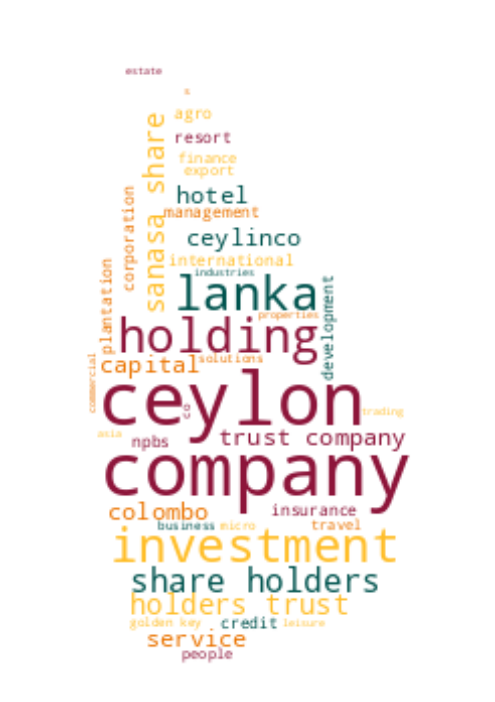 estate
s
agro
sanasa share
resort
finance
export
corporation
hotel
management
ceylinco
international
industries
plantation
lanka
development
properties
holding
commercial
capital
solutions
ceylon
co
trading
asia
npbs
trust company
company
colombo
insurance
business
micro
travel
investment
share holders
holders trust
golden key
credit
leisure
service
people